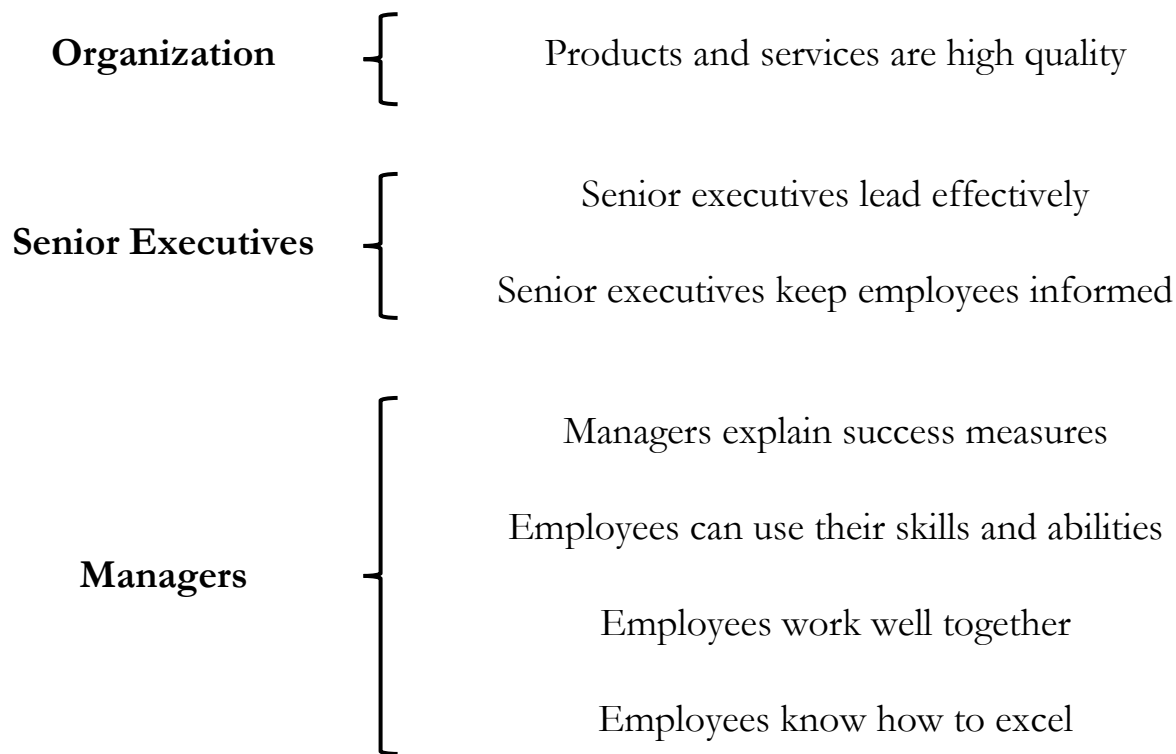 Organization
Products and services are high quality
Senior Executives
Senior executives lead effectively
Senior executives keep employees informed
Managers
Managers explain success measures
Employees can use their skills and abilities
Employees work well together
Employees know how to excel